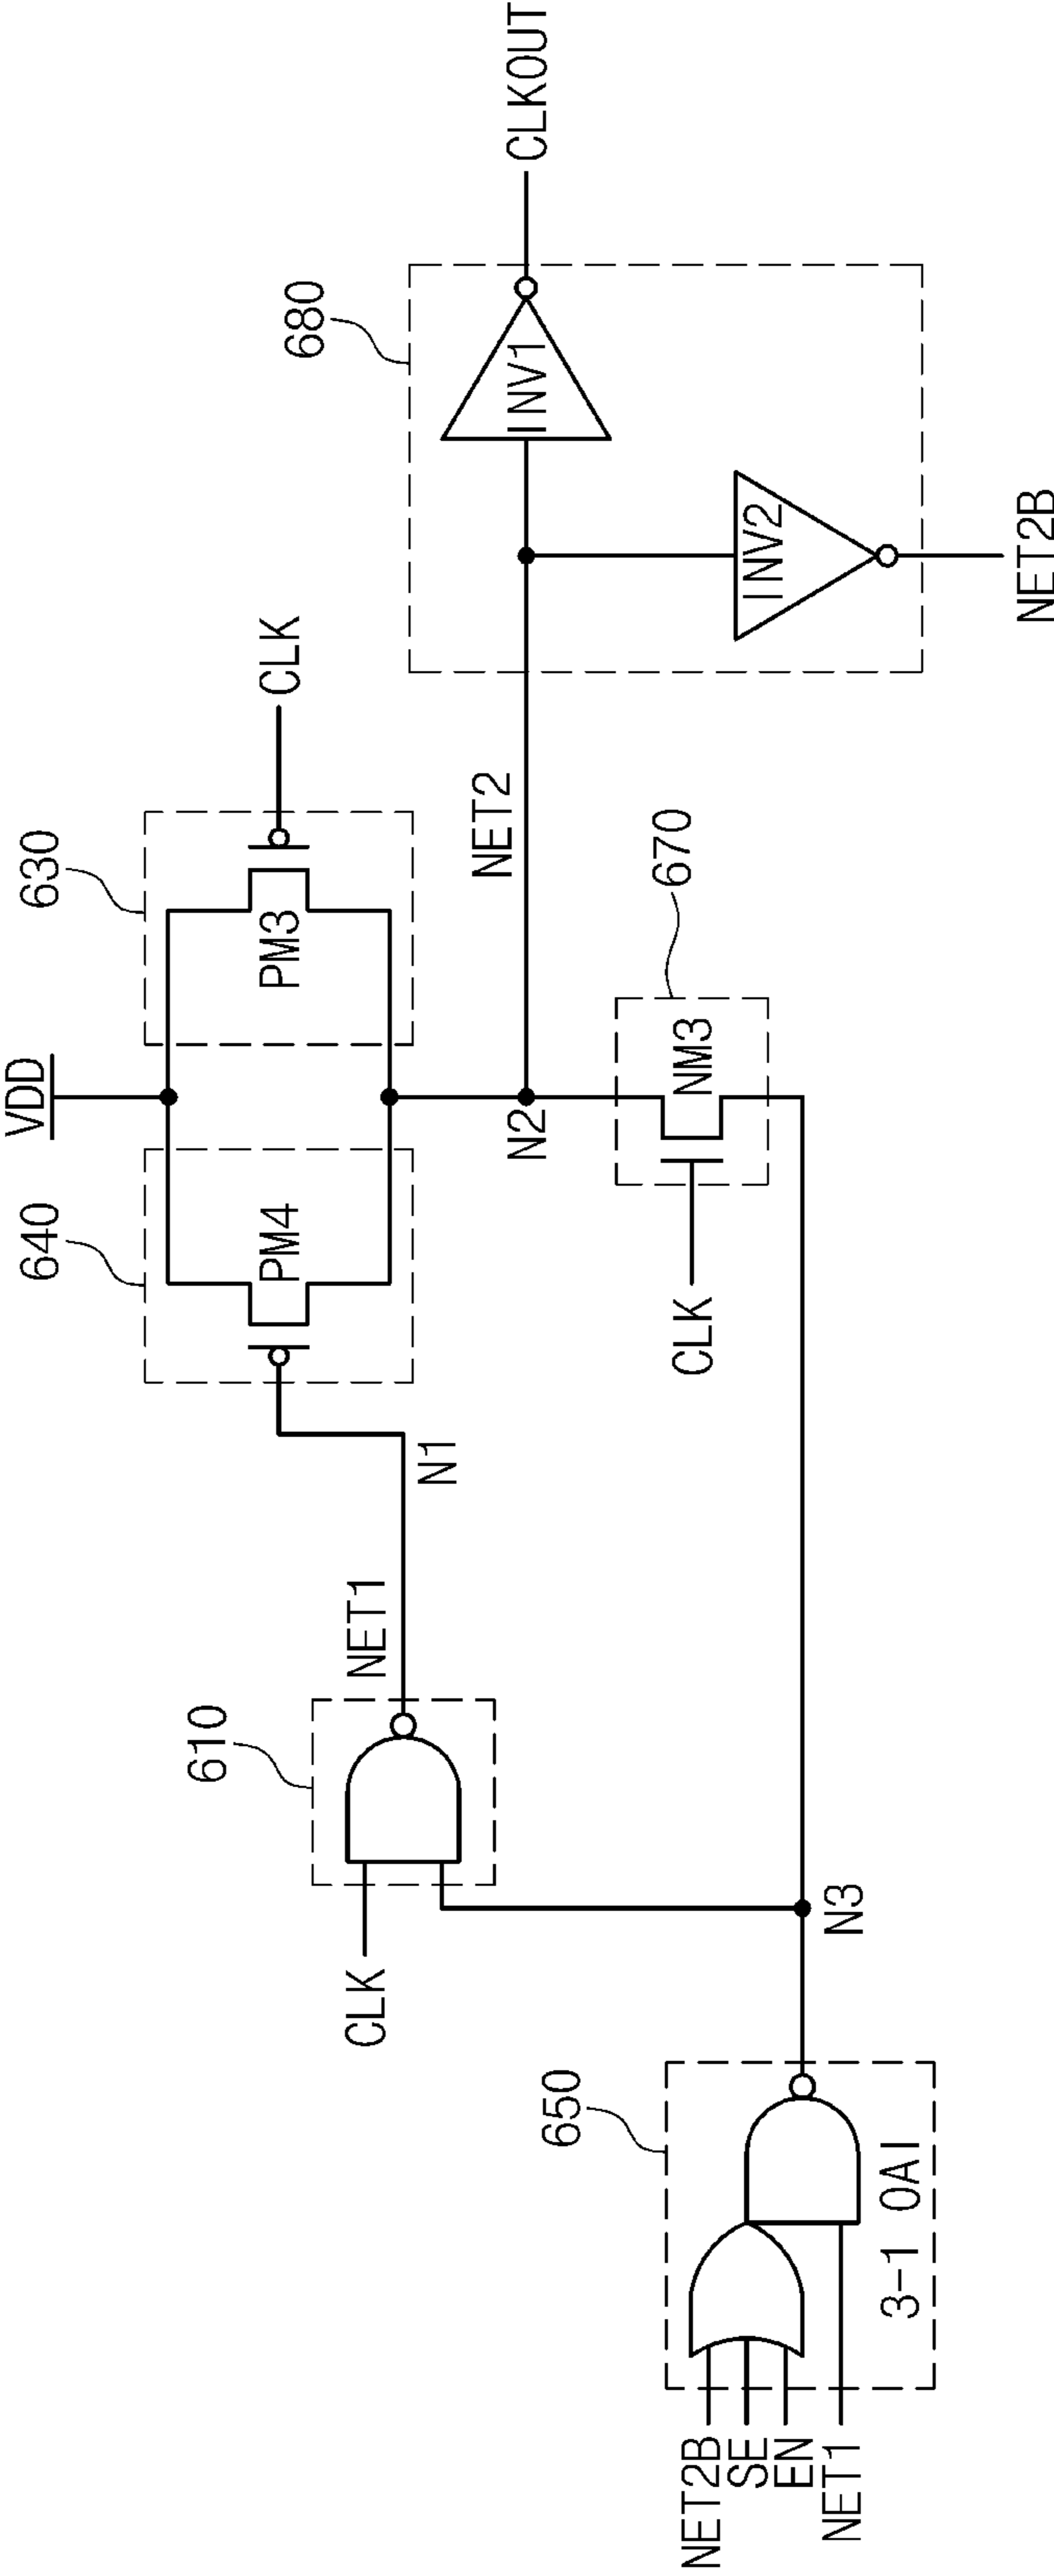 VDD
640
630
PM4
PM3
CLK
610
NET1
N1
N2
NET2
680
INV1
CLKOUT
CLK
670
NM3
CLK
INV2
NET2B
650
NET2B
SE
EN
NET1
3-1 OAI
N3